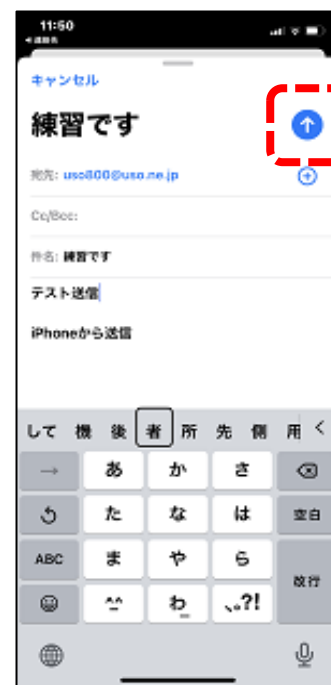 11:50
キャンセル
練習です
宛先: uso800@uso.ne.jp
Cc/Bcc:
件名: 練習です
テスト送信
iPhoneから送信
して 機 後 者 所 先 側 用
→ あ か さ
た な は 空白
ABC ま や ら 改行
^^ わ_ 、。?!